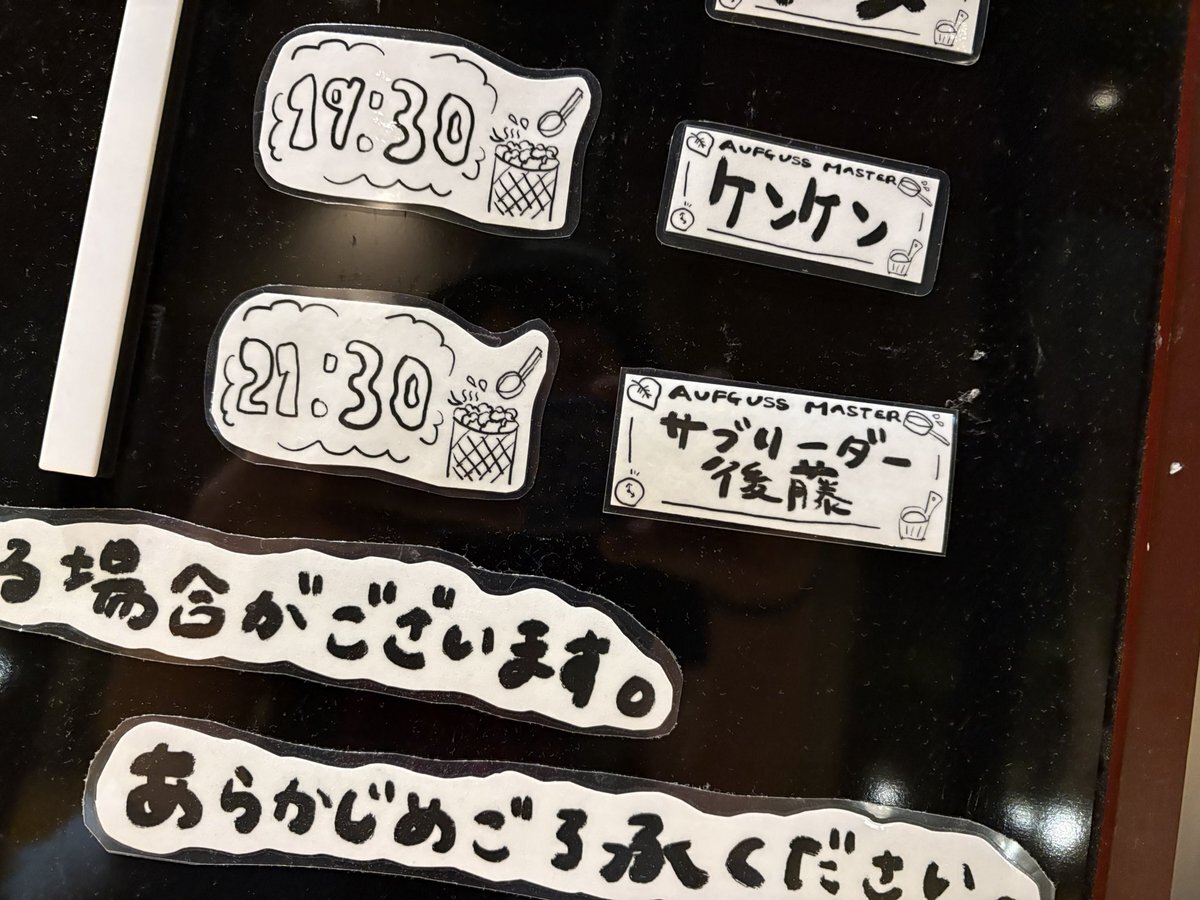 19:30
AUFGUSS MASTER
ケンケン
21:30
AUFGUSS MASTER
サブリーダー
後藤
る場合がございます。
あらかじめご了承ください。